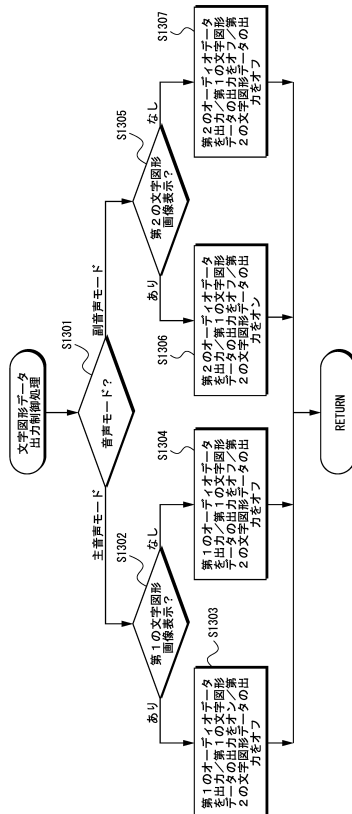 文字図形データ
出力制御処理
S1301
音声モード?
主音声モード
副音声モード
S1302
第1の文字図形
画像表示?
あり
なし
S1305
第2の文字図形
画像表示?
あり
なし
S1303
第1のオーディオデータ
を出力/第1の文字図形
データの出力をオン/第
2の文字図形データの出
力をオフ
S1304
第1のオーディオデータ
を出力/第1の文字図形
データの出力をオフ/第
2の文字図形データの出
力をオフ
S1306
第2のオーディオデータ
を出力/第1の文字図形
データの出力をオフ/第
2の文字図形データの出
力をオン
S1307
第2のオーディオデータ
を出力/第1の文字図形
データの出力をオフ/第
2の文字図形データの出
力をオフ
RETURN